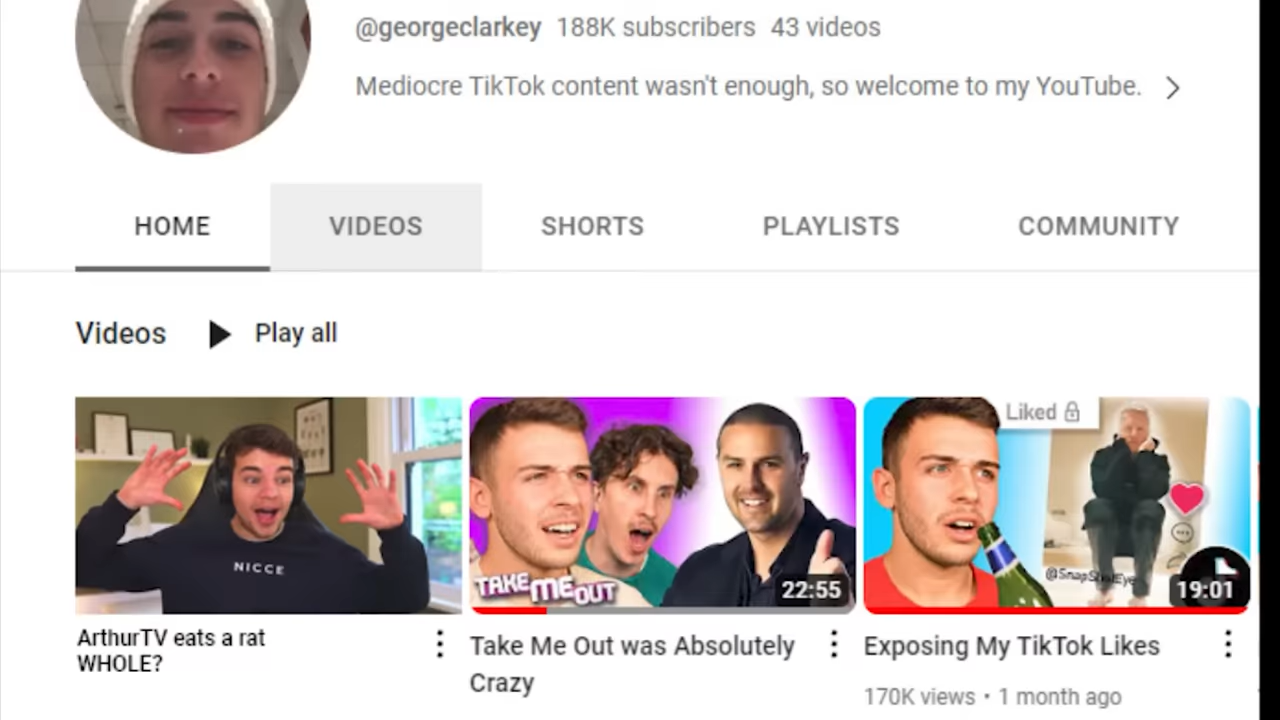 @georgeclarkey 188K subscribers 43 videos
Mediocre TikTok content wasn't enough, so welcome to my YouTube.
HOME VIDEOS SHORTS PLAYLISTS COMMUNITY
Videos Play all
Liked
NICCE
TAKE ME OUT
22:55
@SnapStealEye
19:01
ArthurTV eats a rat
WHOLE?
Take Me Out was Absolutely
Crazy
Exposing My TikTok Likes
170K views • 1 month ago